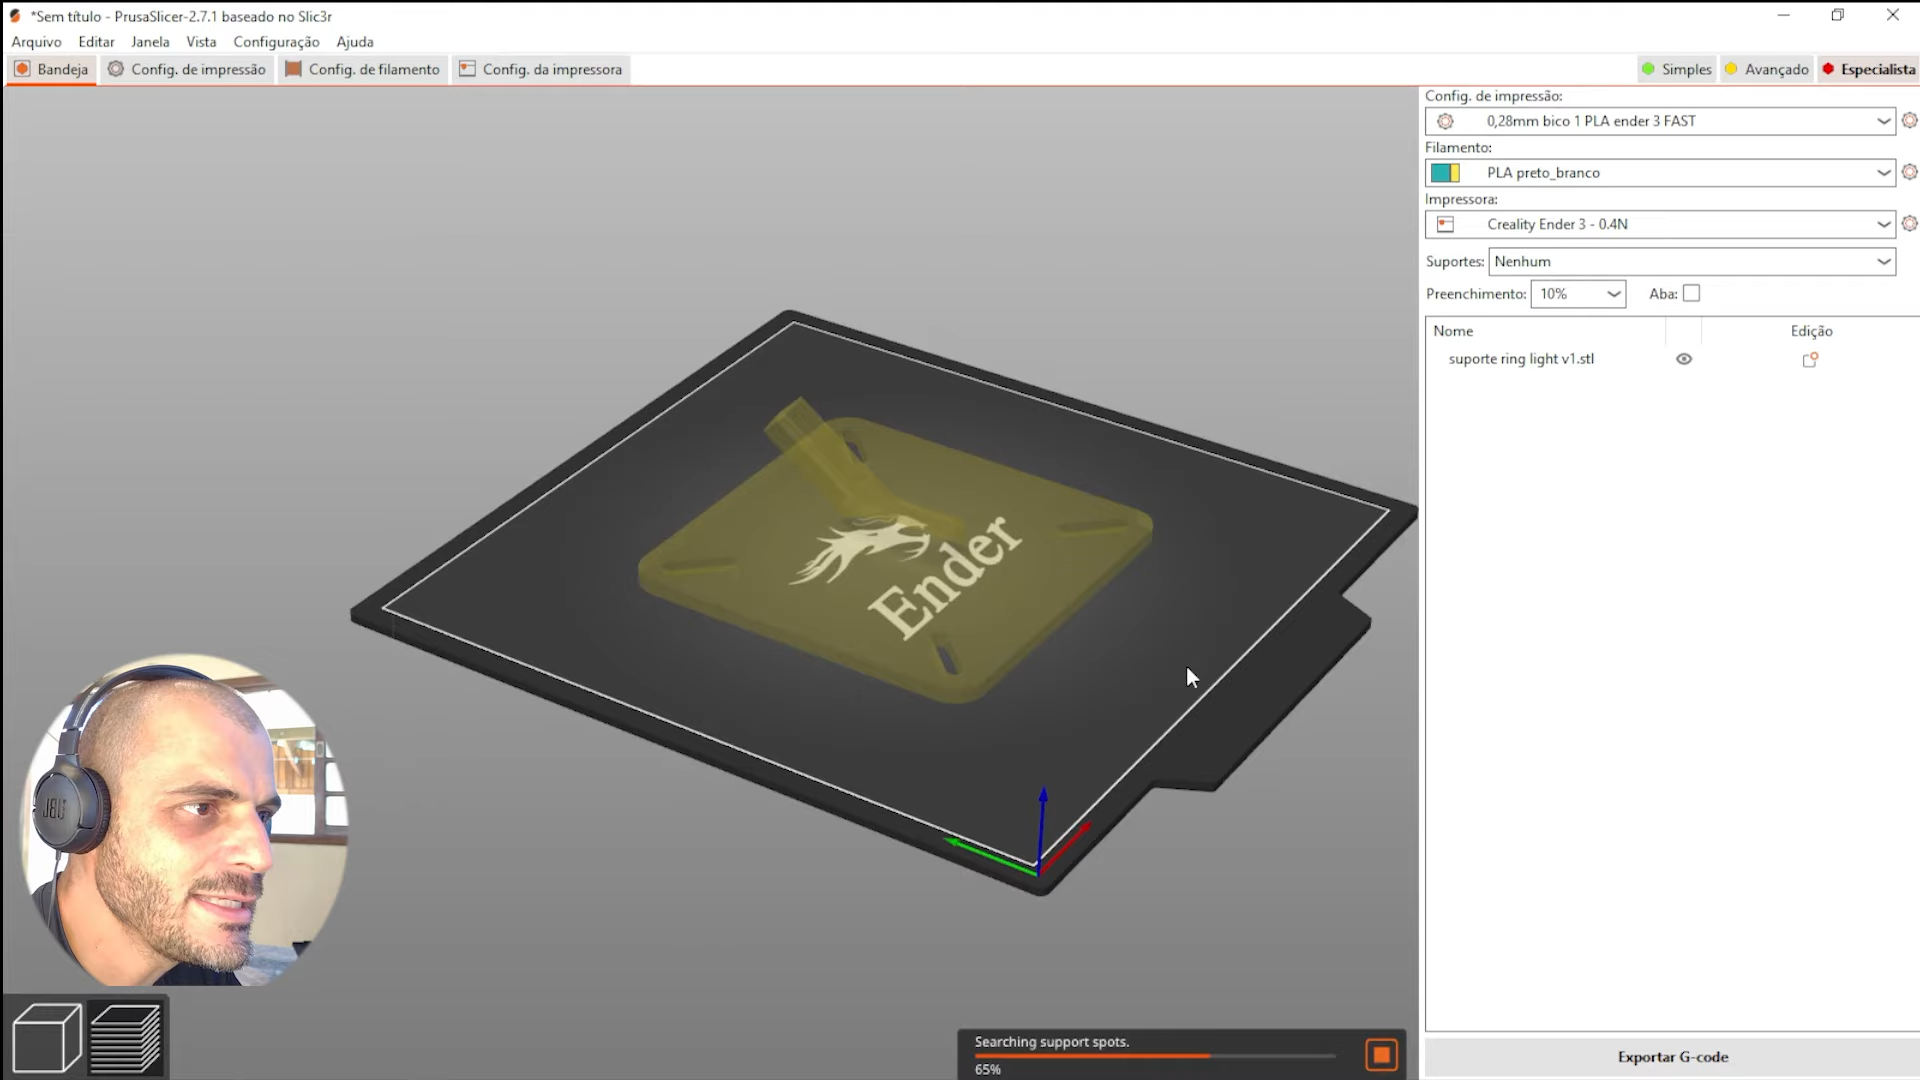 *Sem título - PrusaSlicer-2.7.1 baseado no Slic3r
Arquivo Editar Janela Vista Configuração Ajuda
Bandeja Config. de impressão Config. de filamento Config. da impressora Simples Avançado Especialista
Config. de impressão:
0,28mm bico 1 PLA ender 3 FAST
Filamento:
PLA preto_branco
Impressora:
Creality Ender 3 - 0.4N
Suportes: Nenhum
Preenchimento: 10% Aba:
Nome Edição
suporte ring light v1.stl
Ender
JBL
Searching support spots.
65%
Exportar G-code